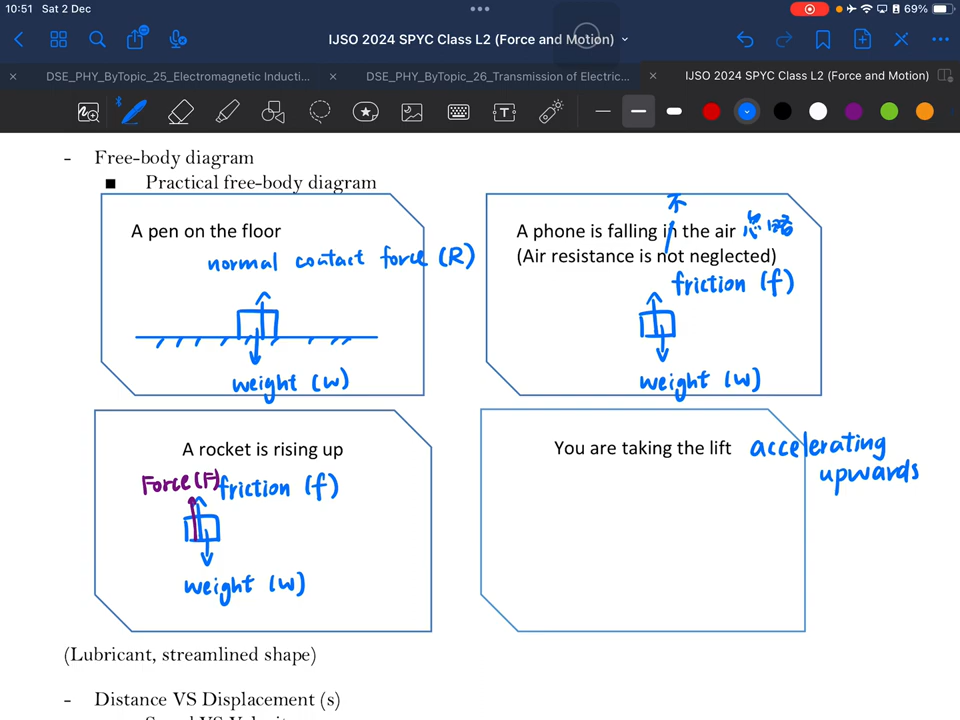 10:51 Sat 2 Dec
69%
IJSO 2024 SPYC Class L2 (Force and Motion)
DSE_PHY_ByTopic_25_Electromagnetic Inducti...
DSE_PHY_ByTopic_26_Transmission of Electric...
IJSO 2024 SPYC Class L2 (Force and Motion)
- Free-body diagram
■ Practical free-body diagram
A pen on the floor
normal contact force (R)
weight (W)
不
A phone is falling in the air 忽略
(Air resistance is not neglected)
friction (f)
weight (W)
A rocket is rising up
Force (F)
friction (f)
weight (W)
You are taking the lift accelerating
upwards
(Lubricant, streamlined shape)
- Distance VS Displacement (s)